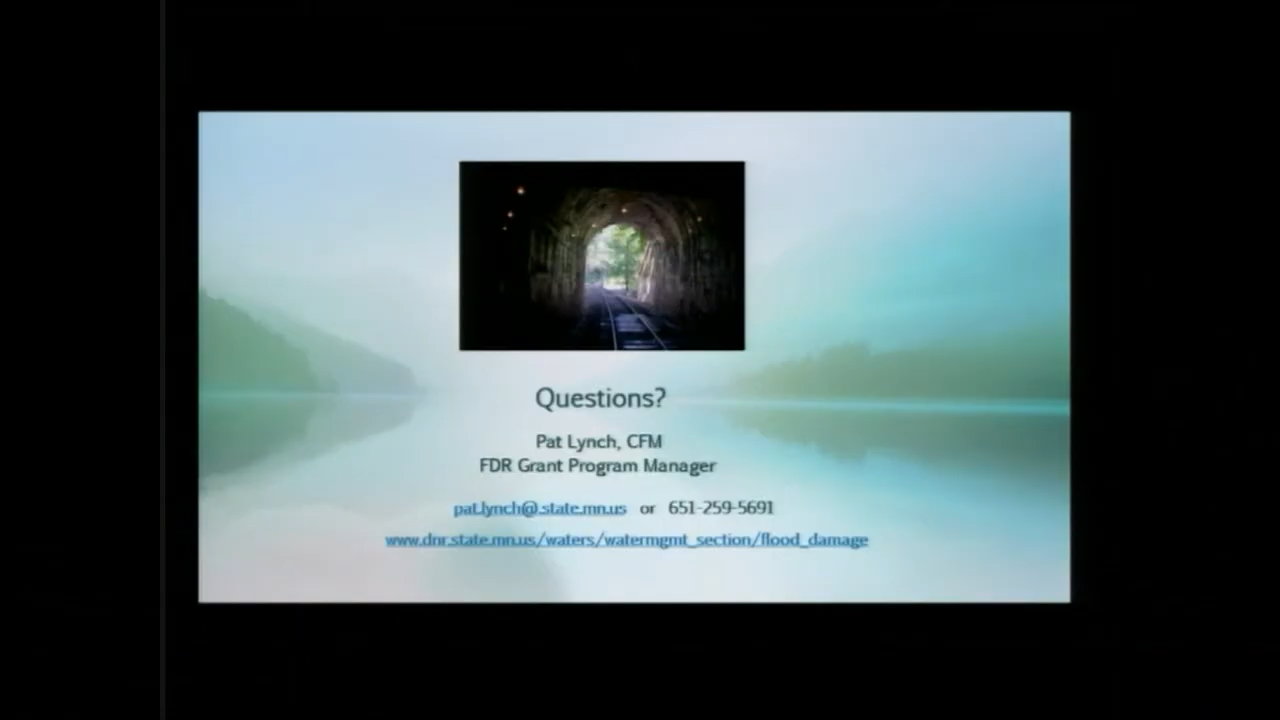 Questions?
Pat Lynch, CFM
FDR Grant Program Manager
pat.lynch@.state.mn.us or 651-259-5691
www.dnr.state.mn.us/waters/watermgmt_section/flood_damage